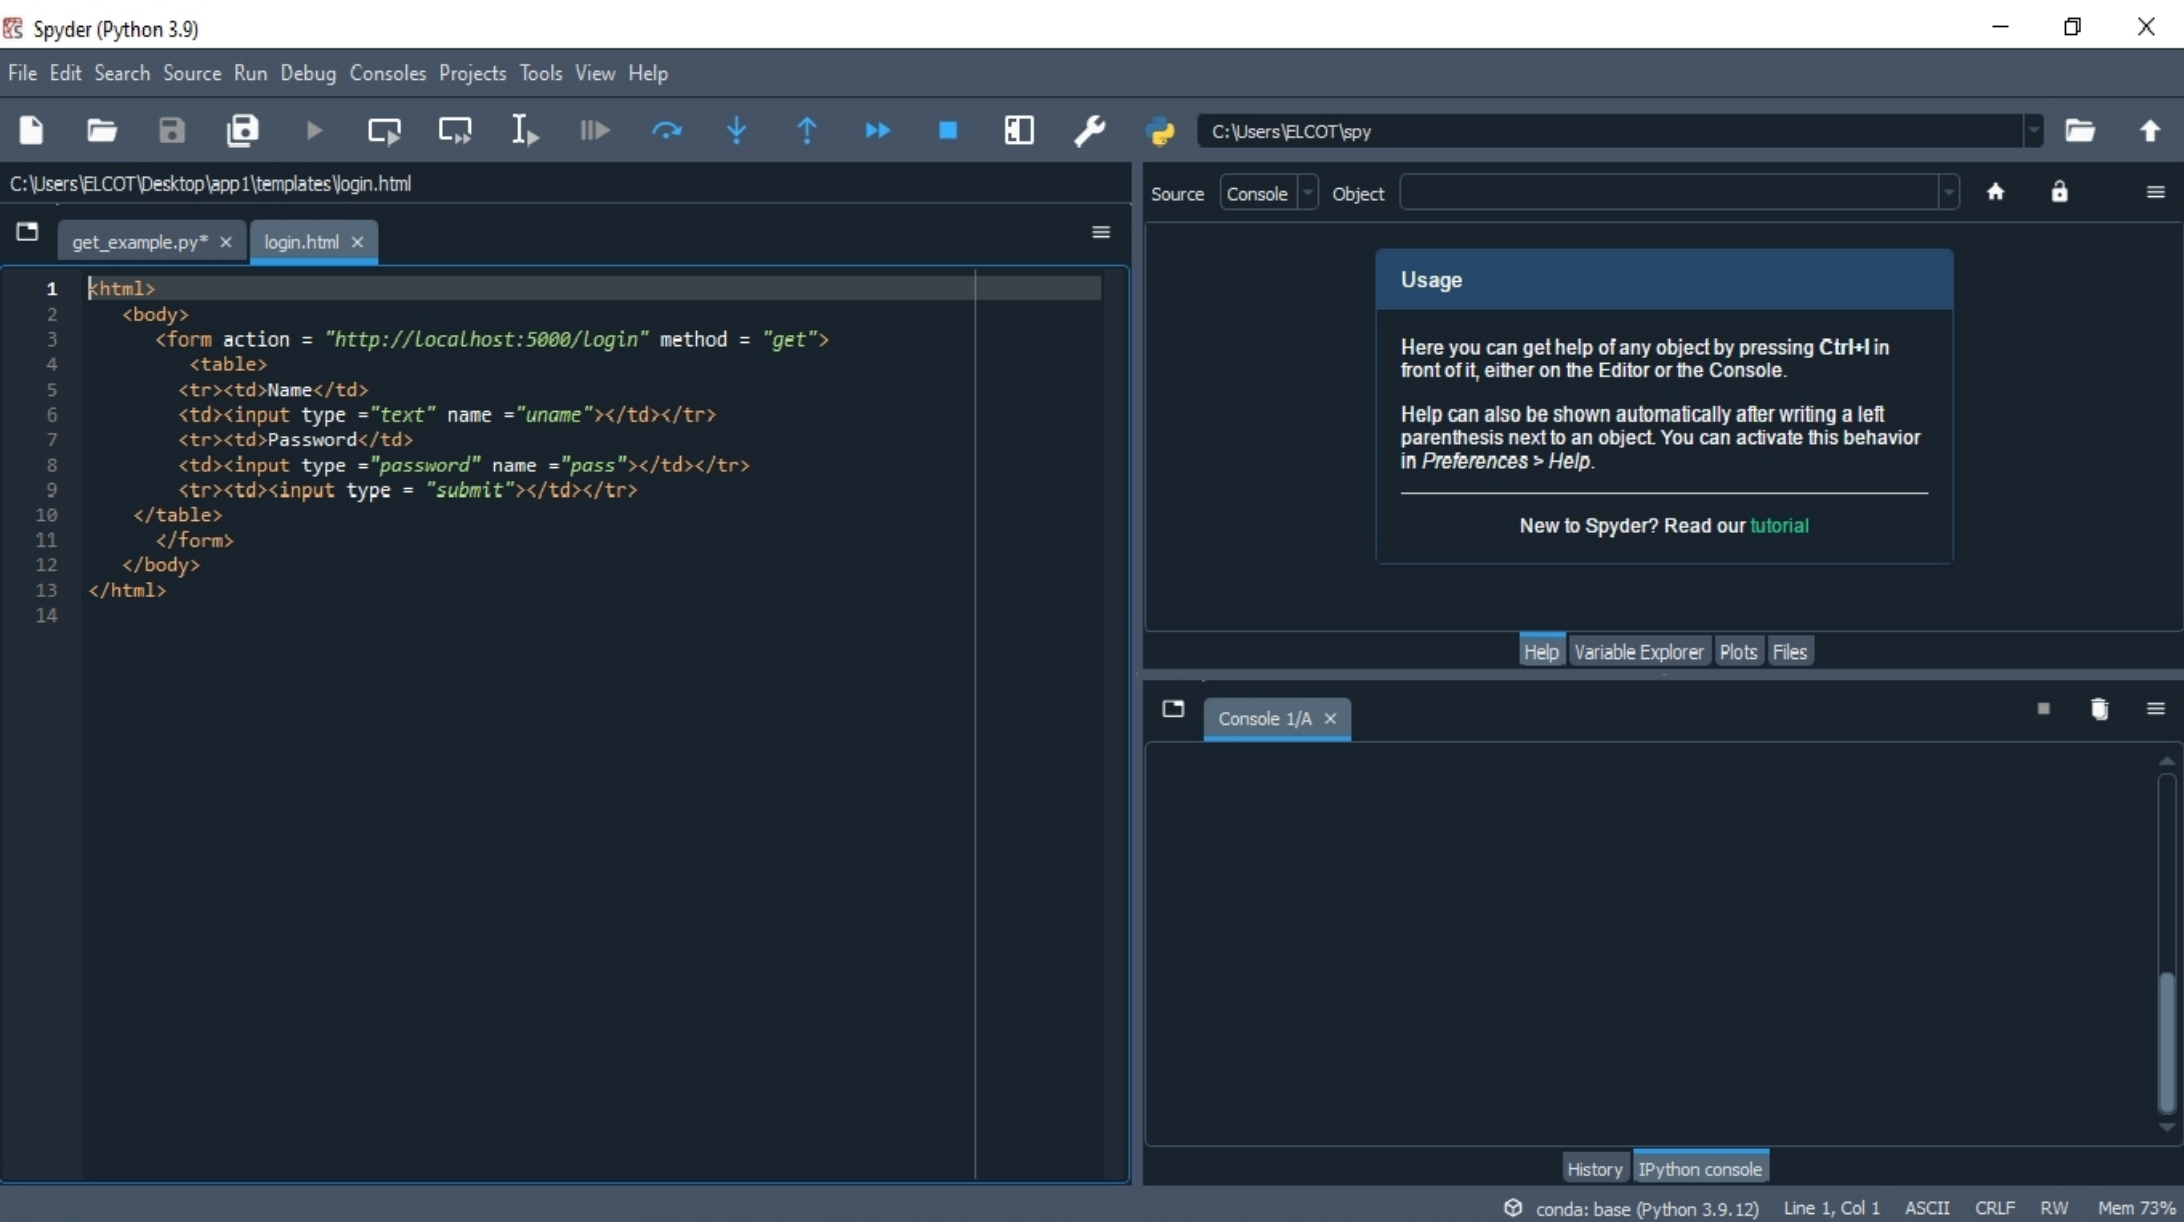 Spyder (Python 3.9)
File Edit Search Source Run Debug Consoles Projects Tools View Help
C:\Users\ELCOT\spy
C:\Users\ELCOT\Desktop\app1\templates\login.html
get_example.py*
login.html
1 <html>
2 <body>
3 <form action = "http://localhost:5000/login" method = "get">
4 <table>
5 <tr><td>Name</td>
6 <td><input type ="text" name ="uname"></td></tr>
7 <tr><td>Password</td>
8 <td><input type ="password" name ="pass"></td></tr>
9 <tr><td><input type = "submit"></td></tr>
10 </table>
11 </form>
12 </body>
13 </html>
14
Source Console Object
Usage
Here you can get help of any object by pressing Ctrl+I in
front of it, either on the Editor or the Console.
Help can also be shown automatically after writing a left
parenthesis next to an object. You can activate this behavior
in Preferences > Help.
New to Spyder? Read our tutorial
Help Variable Explorer Plots Files
Console 1/A
History IPython console
conda: base (Python 3.9.12) Line 1, Col 1 ASCII CRLF RW Mem 73%